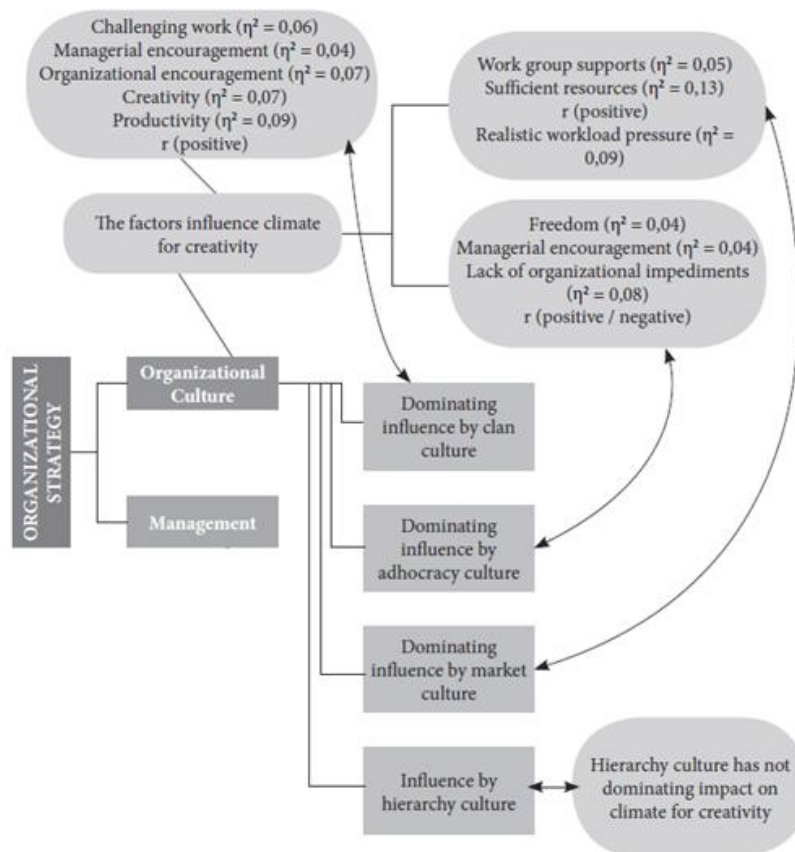 Challenging work (η² = 0,06)
Managerial encouragement (η² = 0,04)
Organizational encouragement (η² = 0,07)
Creativity (η² = 0,07)
Productivity (η² = 0,09)
r (positive)
Work group supports (η² = 0,05)
Sufficient resources (η² = 0,13)
r (positive)
Realistic workload pressure (η² =
0,09)
The factors influence climate
for creativity
Freedom (η² = 0,04)
Managerial encouragement (η² = 0,04)
Lack of organizational impediments
(η² = 0,08)
r (positive / negative)
ORGANIZATIONAL
STRATEGY
Organizational
Culture
Management
Dominating
influence by clan
culture
Dominating
influence by
adhocracy culture
Dominating
influence by market
culture
Influence by
hierarchy culture
Hierarchy culture has not
dominating impact on
climate for creativity